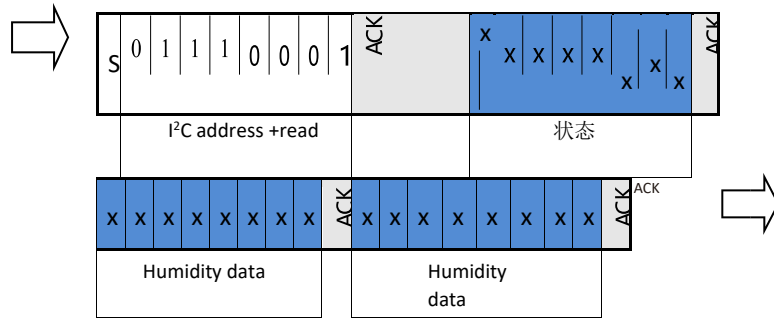 S 0 1 1 1 0 0 0 1 ACK x x x x x x x x ACK
I²C address +read 状态
x x x x x x x x ACK x x x x x x x x ACK ACK
Humidity data Humidity
data